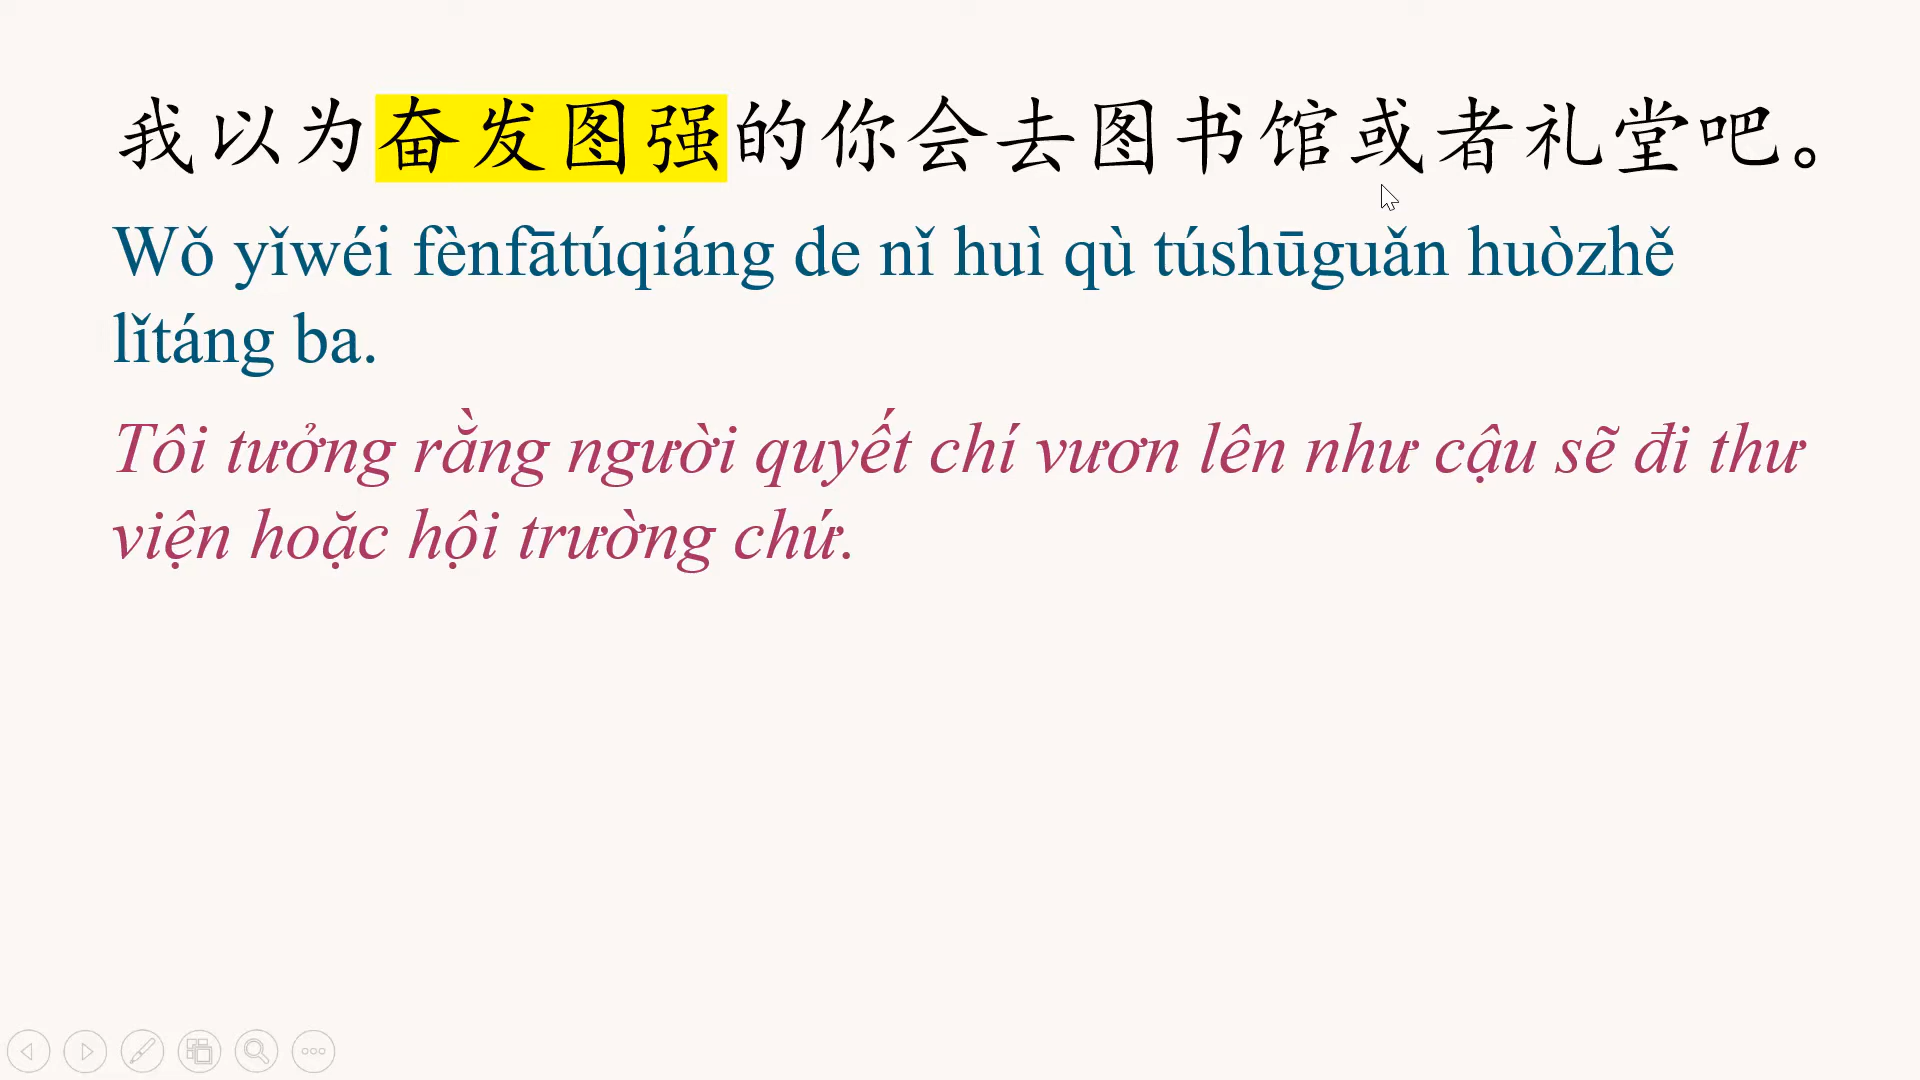 我以为奋发图强的你会去图书馆或者礼堂吧。
Wǒ yǐwéi fènfātúqiáng de nǐ huì qù túshūguǎn huòzhě
lǐtáng ba.
Tôi tưởng rằng người quyết chí vươn lên như cậu sẽ đi thư
viện hoặc hội trường chứ.